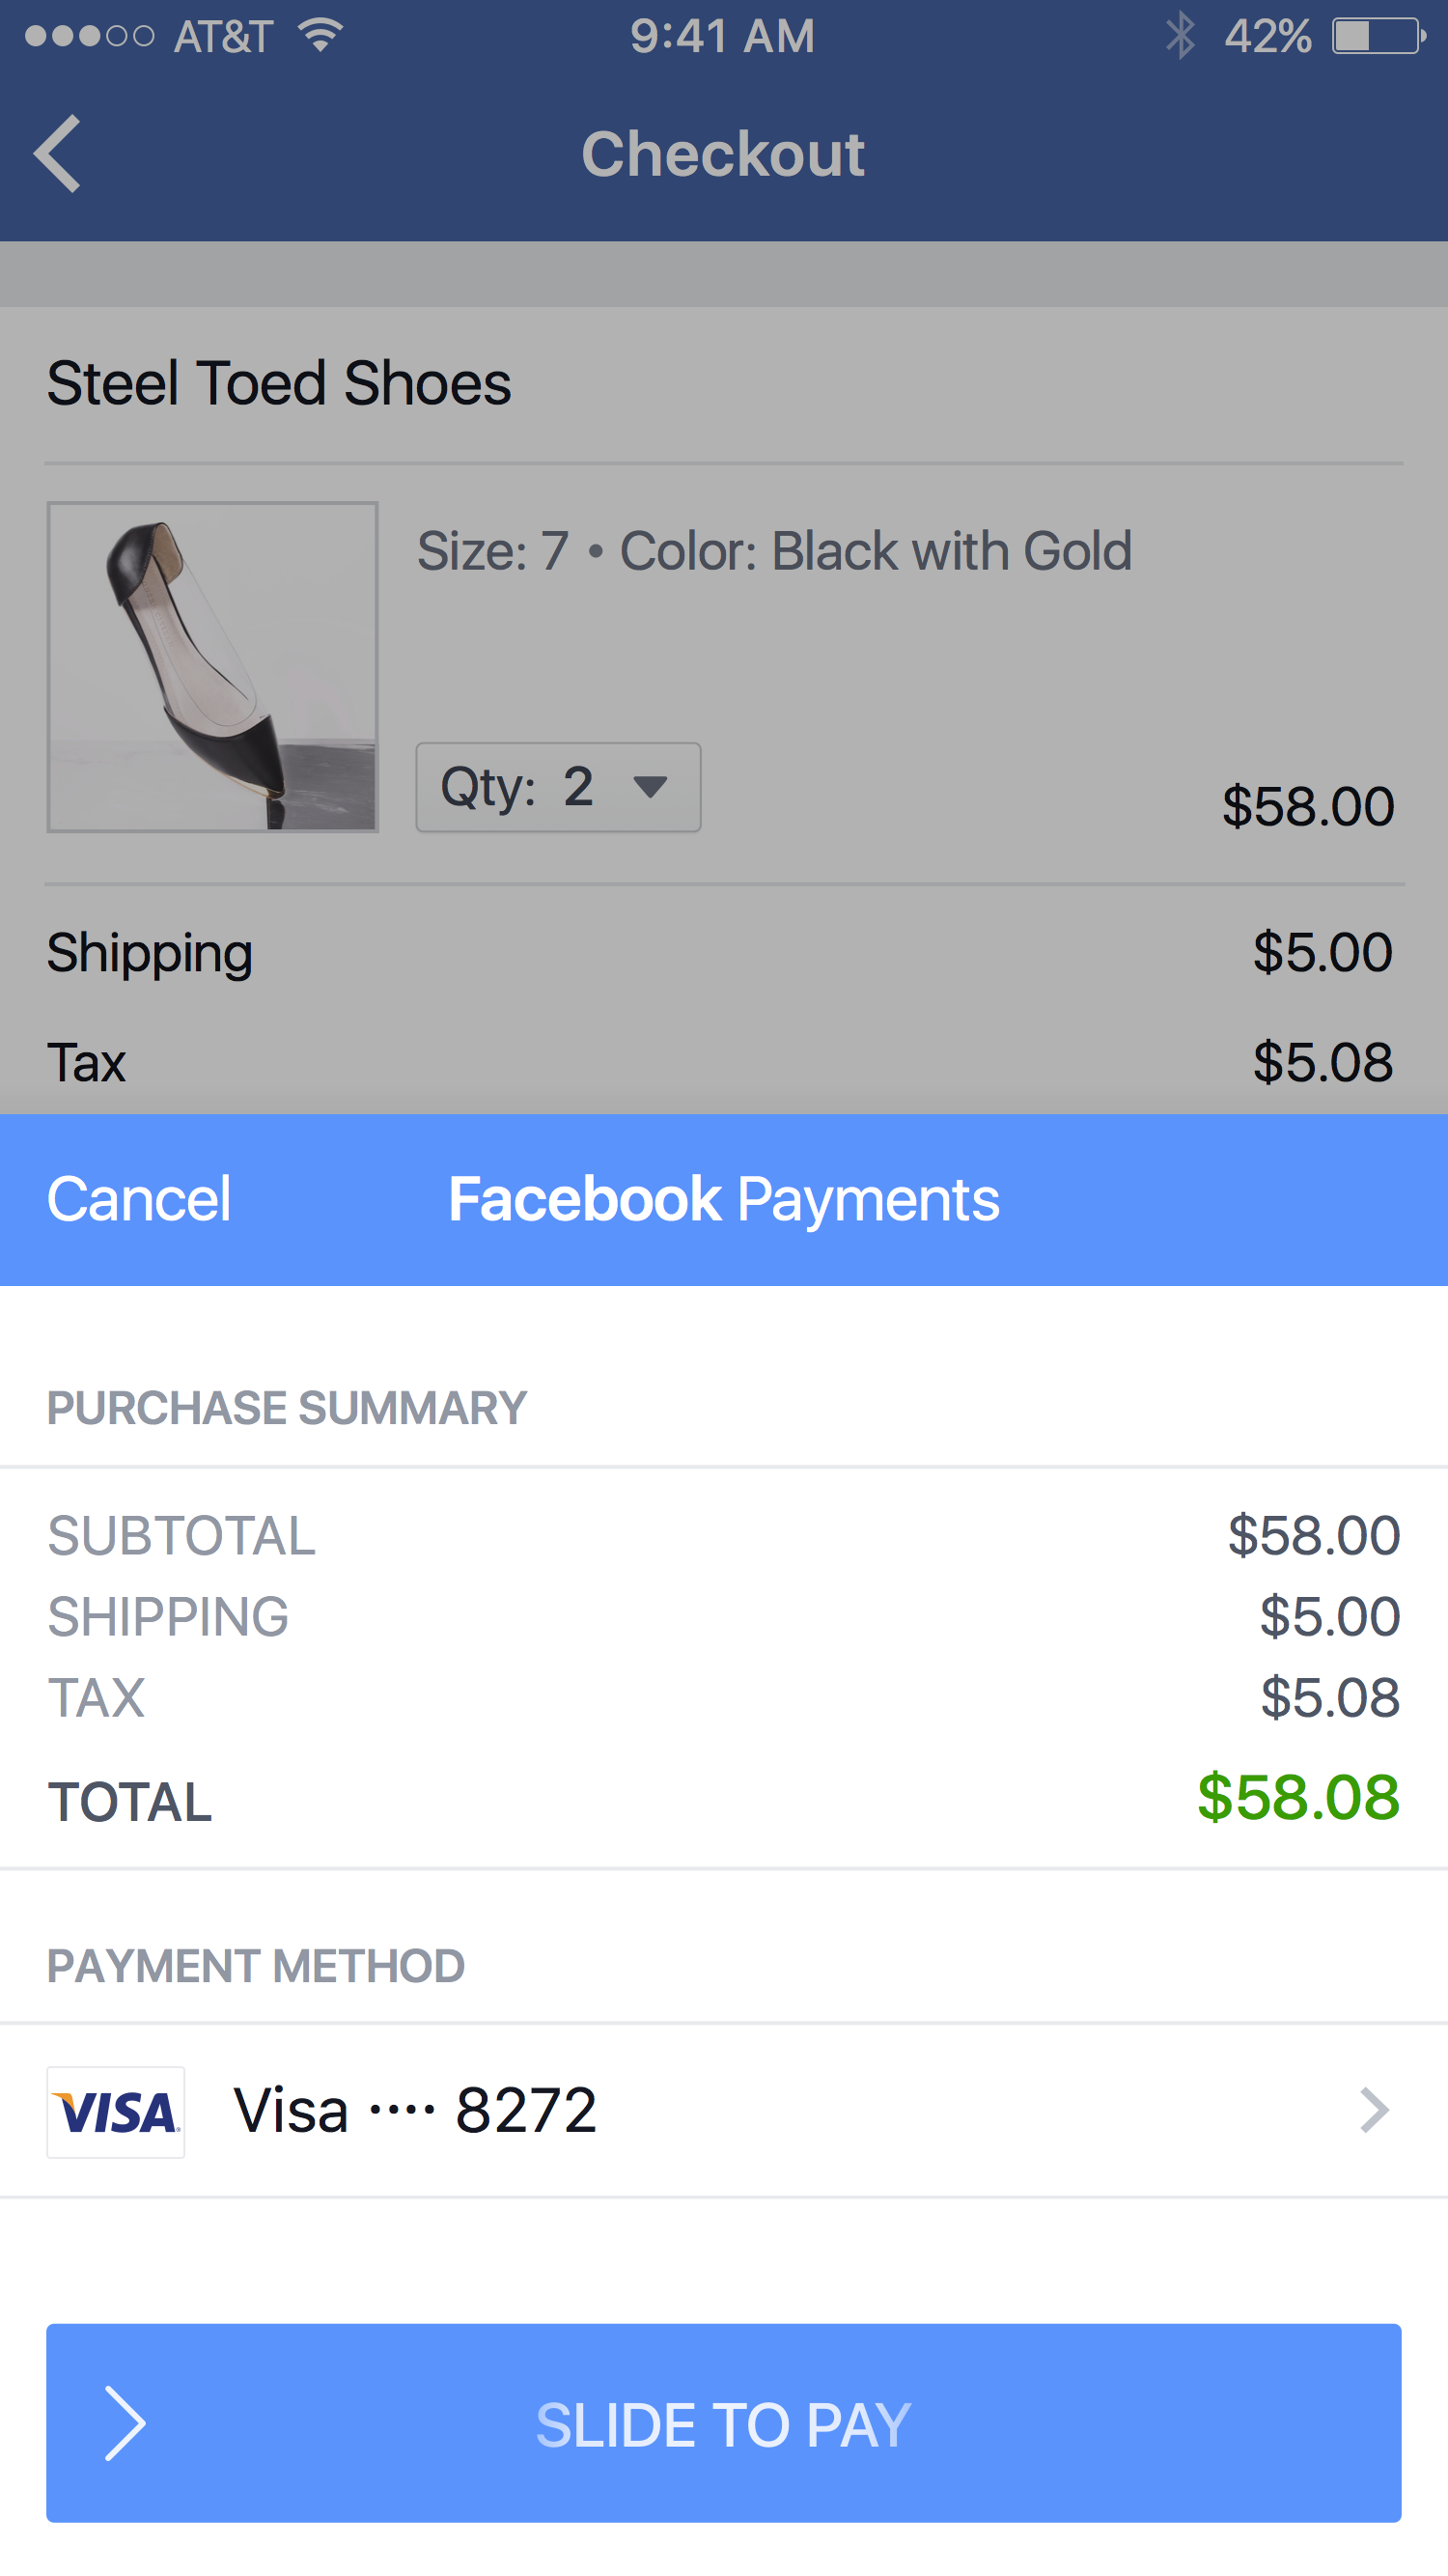 AT&T 9:41 AM 42%
Checkout
Steel Toed Shoes
Size: 7 • Color: Black with Gold
Qty: 2
$58.00
Shipping $5.00
Tax $5.08
Cancel Facebook Payments
PURCHASE SUMMARY
SUBTOTAL $58.00
SHIPPING $5.00
TAX $5.08
TOTAL $58.08
PAYMENT METHOD
VISA Visa ···· 8272
SLIDE TO PAY